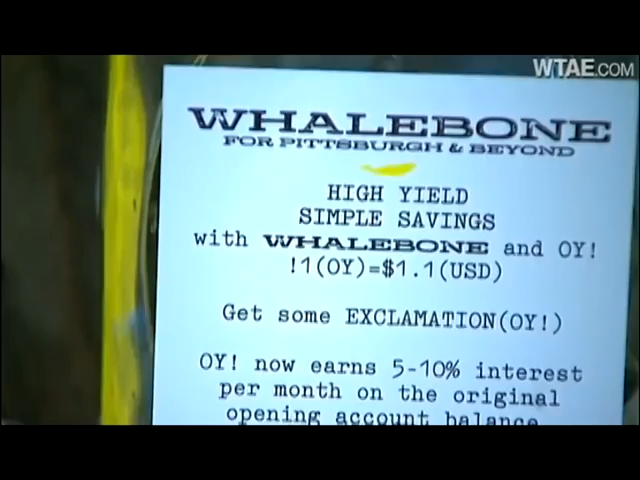 WTAE.COM
WHALEBONE
FOR PITTSBURGH & BEYOND
HIGH YIELD
SIMPLE SAVINGS
with WHALEBONE and OY!
!1(OY)=$1.1(USD)
Get some EXCLAMATION(OY!)
OY! now earns 5-10% interest
per month on the original
opening account balance